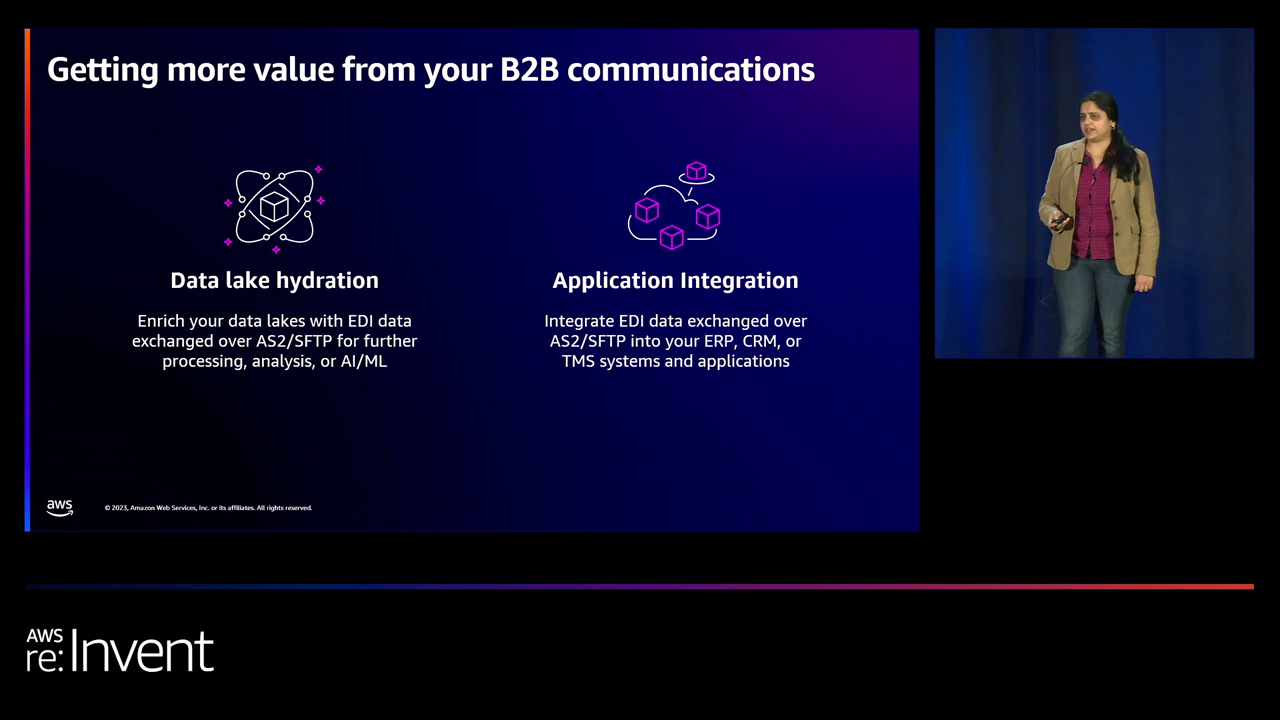 Getting more value from your B2B communications
Data lake hydration
Enrich your data lakes with EDI data
exchanged over AS2/SFTP for further
processing, analysis, or AI/ML
Application Integration
Integrate EDI data exchanged over
AS2/SFTP into your ERP, CRM, or
TMS systems and applications
aws
© 2023, Amazon Web Services, Inc. or its affiliates. All rights reserved.
AWS
re:Invent